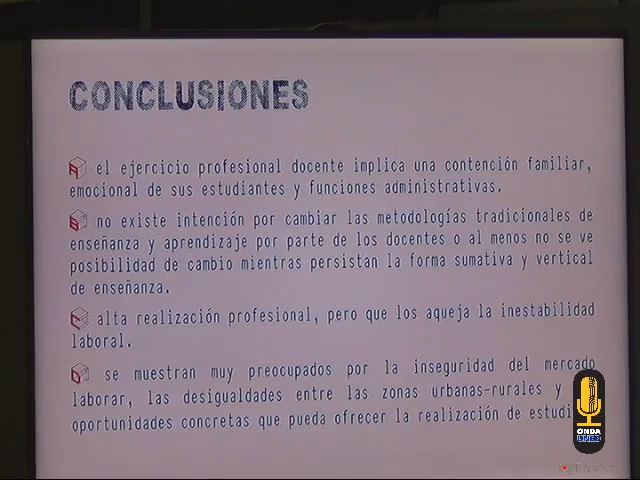 CONCLUSIONES
A el ejercicio profesional docente implica una contención familiar,
emocional de sus estudiantes y funciones administrativas.
B no existe intención por cambiar las metodologías tradicionales de
enseñanza y aprendizaje por parte de los docentes o al menos no se ve
posibilidad de cambio mientras persistan la forma sumativa y vertical
de enseñanza.
C alta realización profesional, pero que los aqueja la inestabilidad
laboral.
D se muestran muy preocupados por la inseguridad del mercado
laborar, las desigualdades entre las zonas urbanas-rurales y
oportunidades concretas que pueda ofrecer la realización de
ONDA
UNED